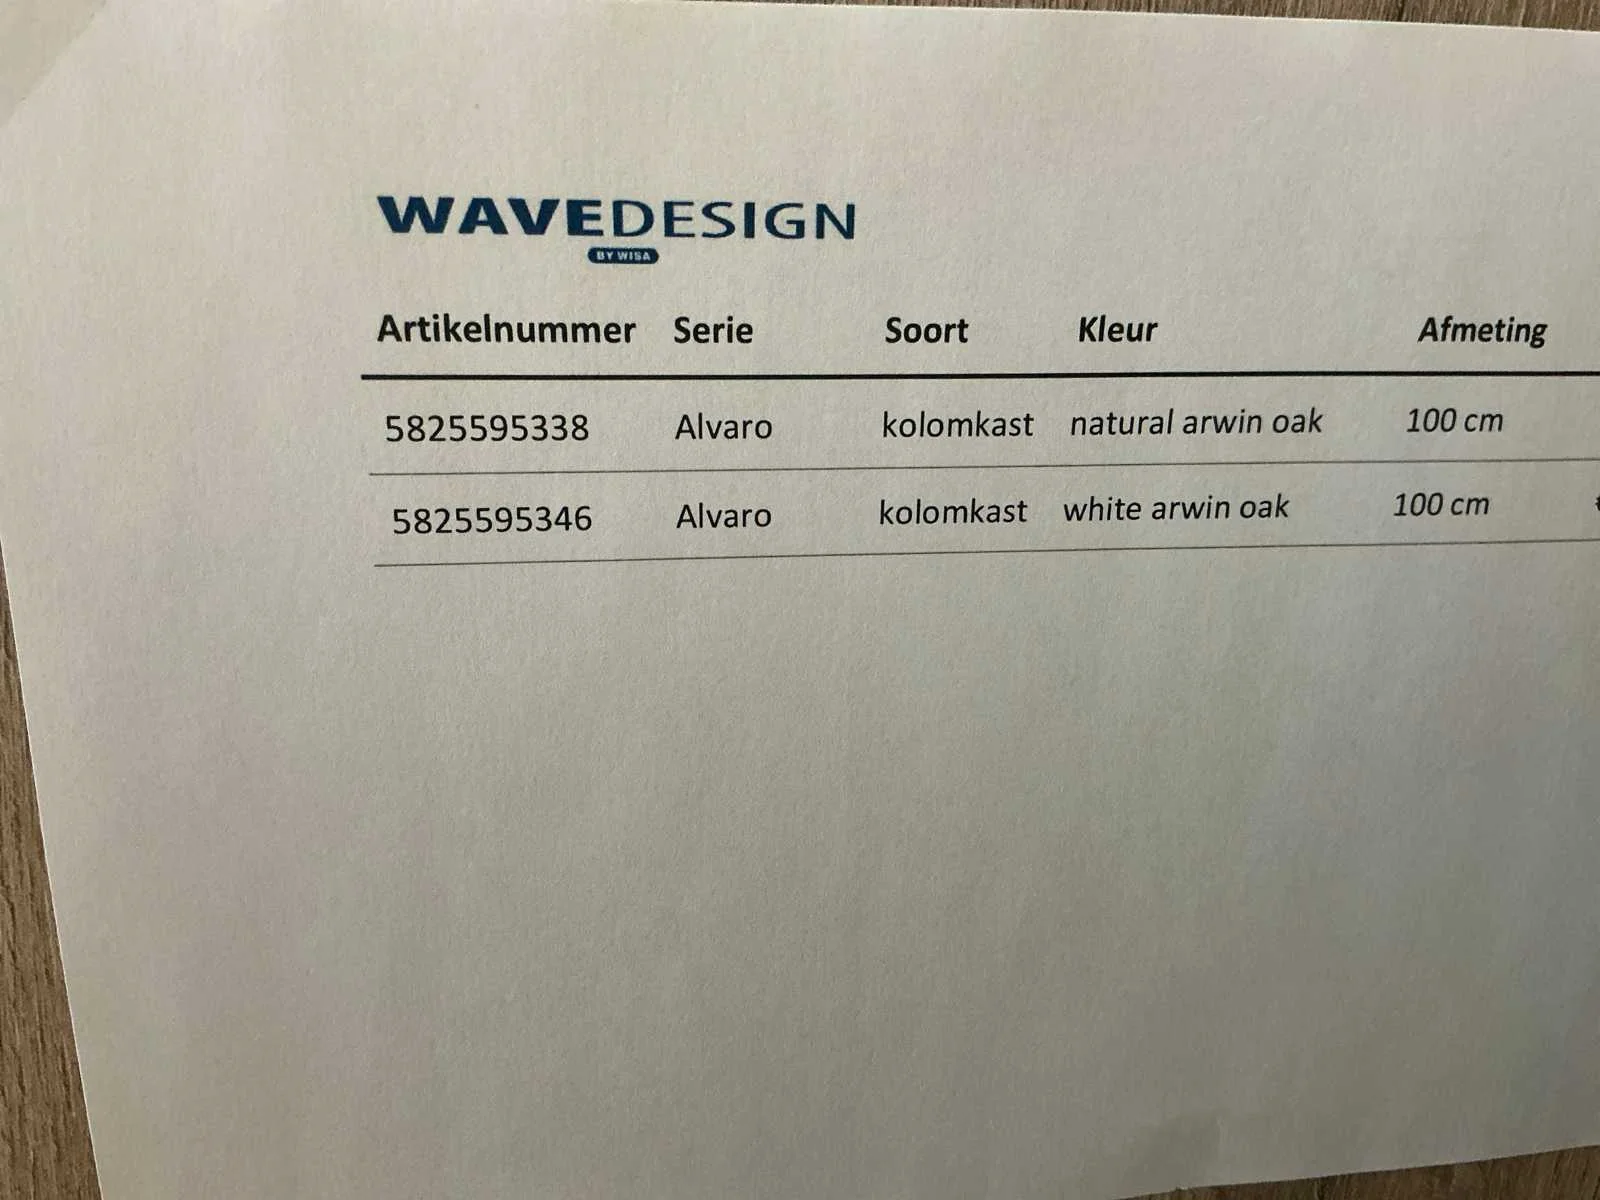 WAVEDESIGN
BY WISA
Artikelnummer Serie Soort Kleur Afmeting
5825595338 Alvaro kolomkast natural arwin oak 100 cm
5825595346 Alvaro kolomkast white arwin oak 100 cm